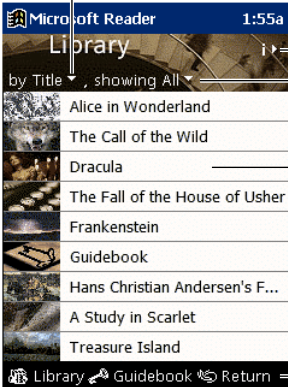 Microsoft Reader 1:55a
Library
by Title , showing All
Alice in Wonderland
The Call of the Wild
Dracula
The Fall of the House of Usher
Frankenstein
Guidebook
Hans Christian Andersen's F...
A Study in Scarlet
Treasure Island
Library Guidebook Return